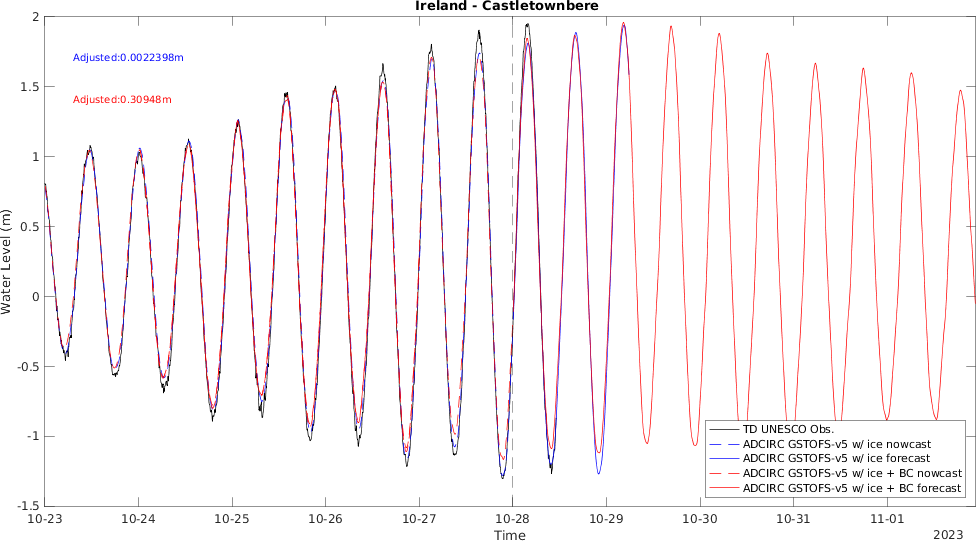 Ireland - Castletownbere
Adjusted:0.0022398m
Adjusted:0.30948m
Water Level (m)
2
1.5
1
0.5
0
-0.5
-1
-1.5
TD UNESCO Obs.
ADCIRC GSTOFS-v5 w/ ice nowcast
ADCIRC GSTOFS-v5 w/ ice forecast
ADCIRC GSTOFS-v5 w/ ice + BC nowcast
ADCIRC GSTOFS-v5 w/ ice + BC forecast
10-23 10-24 10-25 10-26 10-27 10-28 10-29 10-30 10-31 11-01
Time
2023